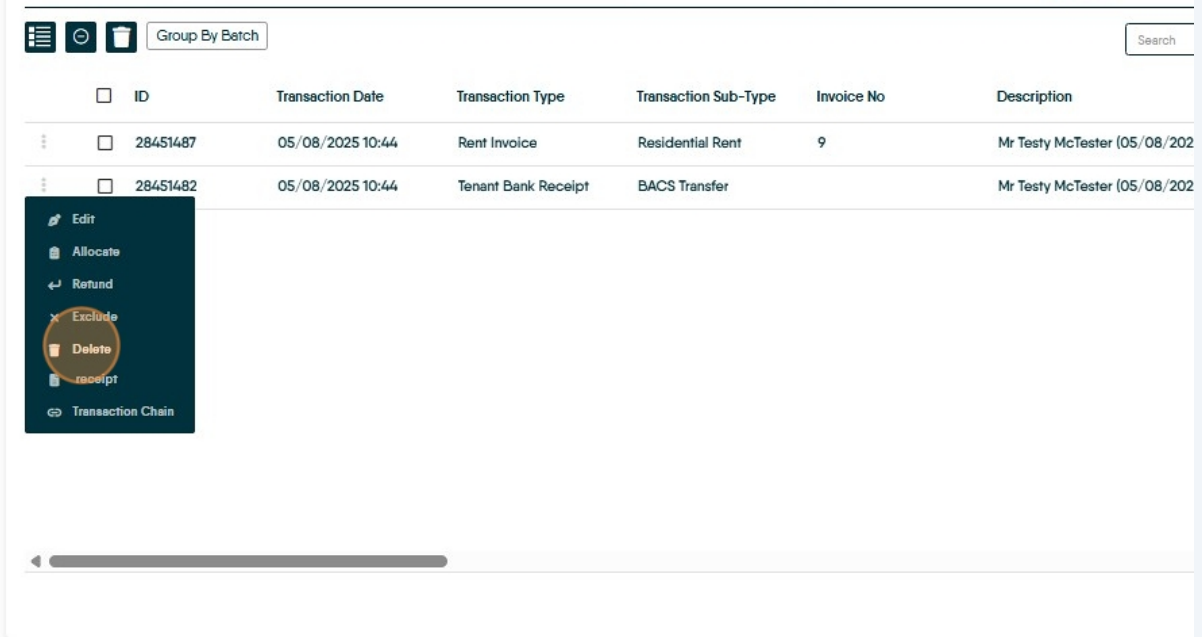 Group By Batch Search
ID Transaction Date Transaction Type Transaction Sub-Type Invoice No Description
28451487 05/08/2025 10:44 Rent Invoice Residential Rent 9 Mr Testy McTester (05/08/202
28451482 05/08/2025 10:44 Tenant Bank Receipt BACS Transfer Mr Testy McTester (05/08/202
Edit
Allocate
Refund
Exclude
Delete
receipt
Transaction Chain